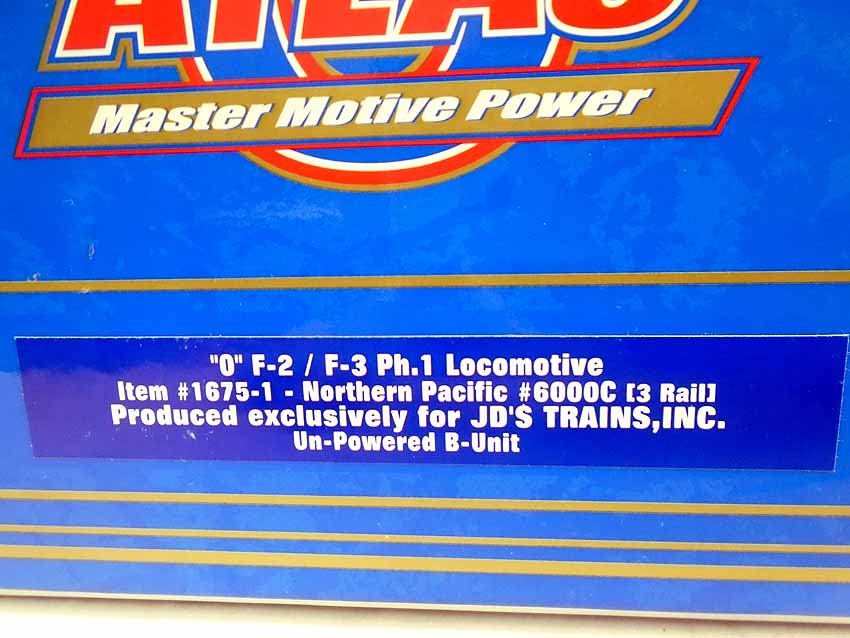 ATLAS
Master Motive Power
"O" F-2 / F-3 Ph.1 Locomotive
Item #1675-1 - Northern Pacific #6000C [3 Rail]
Produced exclusively for JD'S TRAINS,INC.
Un-Powered B-Unit